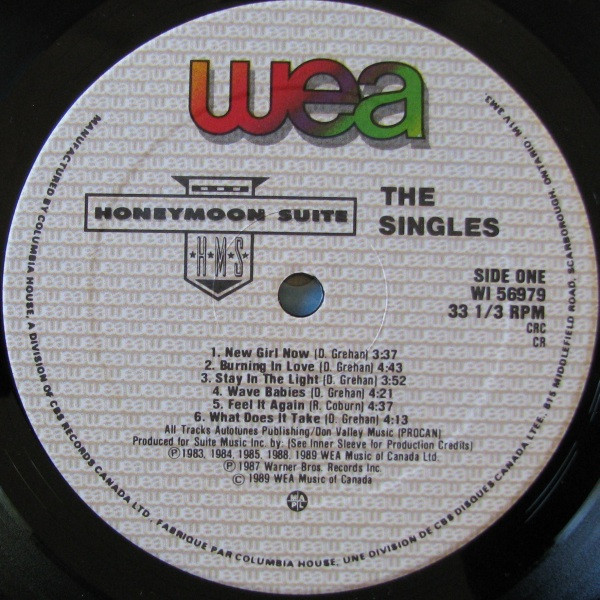 wea
HONEYMOON SUITE
HMS
THE
SINGLES
SIDE ONE
WI 56979
33 1/3 RPM
CRC
CR
1. New Girl Now (D. Grehan) 3:37
2. Burning In Love (D. Grehan) 4:43
3. Stay In The Light (D. Grehan) 3:52
4. Wave Babies (D. Grehan) 4:21
5. Feel It Again (R. Coburn) 4:37
6. What Does It Take (D. Grehan) 4:13
All Tracks Autotunes Publishing/Don Valley Music (PROCAN)
Produced for Suite Music Inc. by: (See Inner Sleeve for Production Credits)
℗ 1983, 1984, 1985, 1988, 1989 WEA Music of Canada Ltd.
℗ 1987 Warner Bros. Records Inc.
© 1989 WEA Music of Canada
MAPL
MANUFACTURED BY COLUMBIA HOUSE, A DIVISION OF CBS RECORDS CANADA LTD., FABRIQUE PAR COLUMBIA HOUSE, UNE DIVISION DE CBS DISQUES CANADA LTEE. 815 MIDDLEFIELD ROAD, SCARBOROUGH, ONTARIO, M1V 3M3